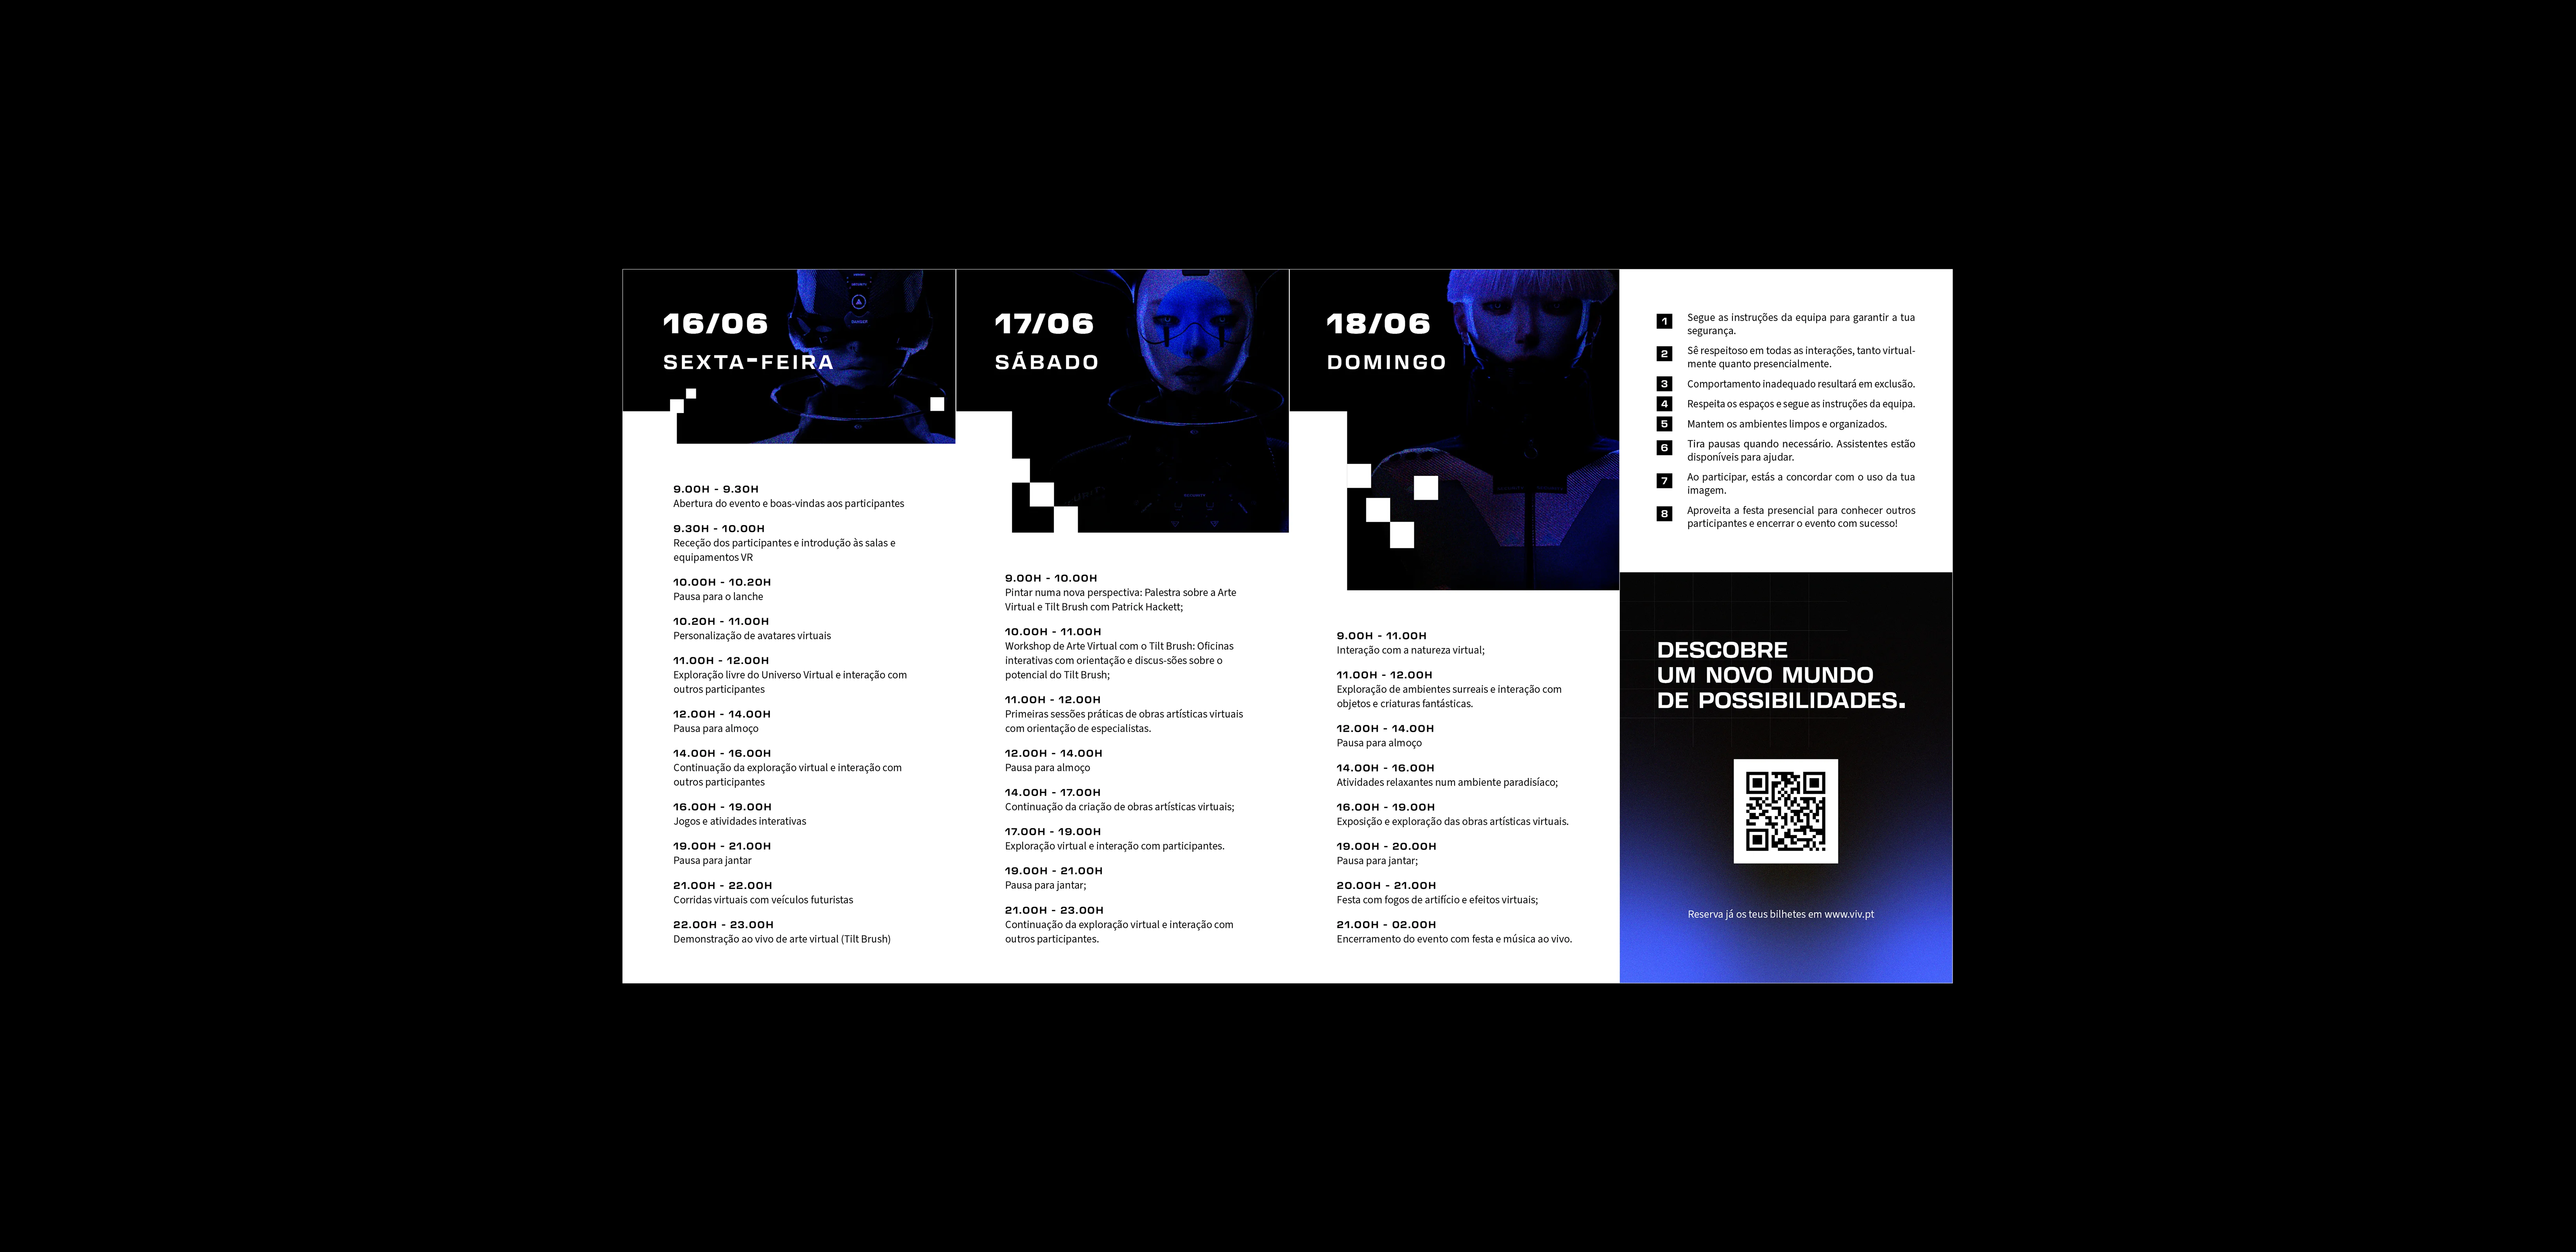 16/06
SEXTA-FEIRA
9.00H - 9.30H
Abertura do evento e boas-vindas aos participantes
9.30H - 10.00H
Receção dos participantes e introdução às salas e
equipamentos VR
10.00H - 10.20H
Pausa para o lanche
10.20H - 11.00H
Personalização de avatares virtuais
11.00H - 12.00H
Exploração livre do Universo Virtual e interação com
outros participantes
12.00H - 14.00H
Pausa para almoço
14.00H - 16.00H
Continuação da exploração virtual e interação com
outros participantes
16.00H - 19.00H
Jogos e atividades interativas
19.00H - 21.00H
Pausa para jantar
21.00H - 22.00H
Corridas virtuais com veículos futuristas
22.00H - 23.00H
Demonstração ao vivo de arte virtual (Tilt Brush)
17/06
SÁBADO
9.00H - 10.00H
Pintar numa nova perspectiva: Palestra sobre a Arte
Virtual e Tilt Brush com Patrick Hackett;
10.00H - 11.00H
Workshop de Arte Virtual com o Tilt Brush: Oficinas
interativas com orientação e discus-sões sobre o
potencial do Tilt Brush;
11.00H - 12.00H
Primeiras sessões práticas de obras artísticas virtuais
com orientação de especialistas.
12.00H - 14.00H
Pausa para almoço
14.00H - 17.00H
Continuação da criação de obras artísticas virtuais;
17.00H - 19.00H
Exploração virtual e interação com participantes.
19.00H - 21.00H
Pausa para jantar;
21.00H - 23.00H
Continuação da exploração virtual e interação com
outros participantes.
18/06
DOMINGO
9.00H - 11.00H
Interação com a natureza virtual;
11.00H - 12.00H
Exploração de ambientes surreais e interação com
objetos e criaturas fantásticas.
12.00H - 14.00H
Pausa para almoço
14.00H - 16.00H
Atividades relaxantes num ambiente paradisíaco;
16.00H - 19.00H
Exposição e exploração das obras artísticas virtuais.
19.00H - 20.00H
Pausa para jantar;
20.00H - 21.00H
Festa com fogos de artifício e efeitos virtuais;
21.00H - 02.00H
Encerramento do evento com festa e música ao vivo.
1 Segue as instruções da equipa para garantir a tua
segurança.
2 Sê respeitoso em todas as interações, tanto virtual-
mente quanto presencialmente.
3 Comportamento inadequado resultará em exclusão.
4 Respeita os espaços e segue as instruções da equipa.
5 Mantem os ambientes limpos e organizados.
6 Tira pausas quando necessário. Assistentes estão
disponíveis para ajudar.
7 Ao participar, estás a concordar com o uso da tua
imagem.
8 Aproveita a festa presencial para conhecer outros
participantes e encerrar o evento com sucesso!
DESCOBRE
UM NOVO MUNDO
DE POSSIBILIDADES.
Reserva já os teus bilhetes em www.viv.pt